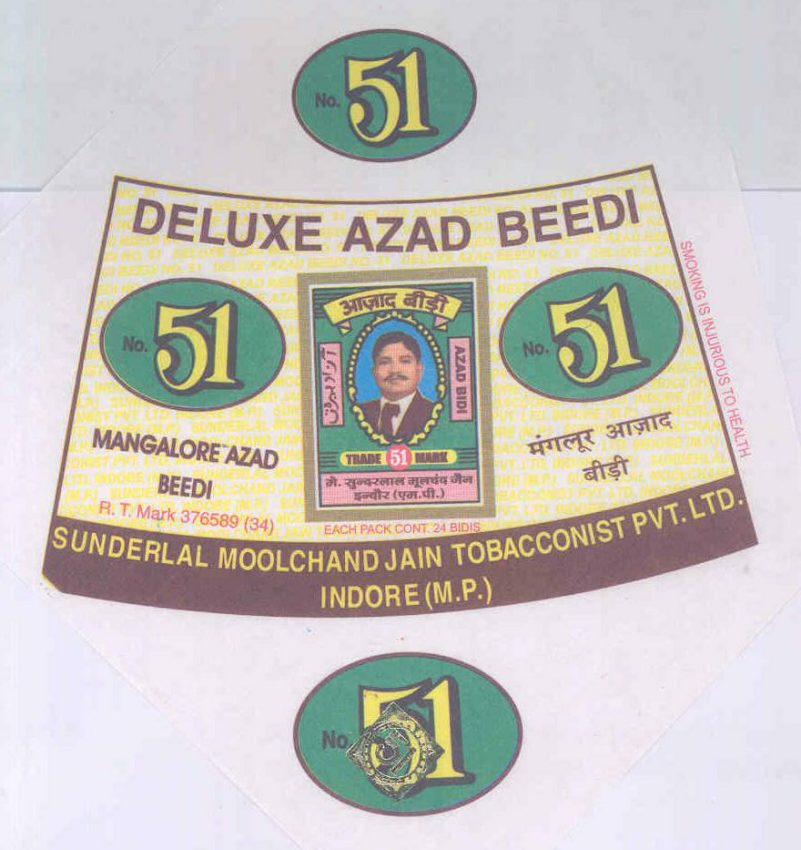 No. 51
DELUXE AZAD BEEDI
No. 51
आज़ाद बीड़ी
AZAD BIDI
TRADE 51 MARK
मे. सुन्दरलाल मूलचंद जैन
इन्दौर (एम.पी.)
No. 51
SMOKING IS INJURIOUS TO HEALTH
MANGALORE AZAD
BEEDI
मंगलूर आज़ाद
बीड़ी
R. T. Mark 376589 (34)
EACH PACK CONT. 24 BIDIS
SUNDERLAL MOOLCHAND JAIN TOBACCONIST PVT. LTD.
INDORE (M.P.)
No. 51